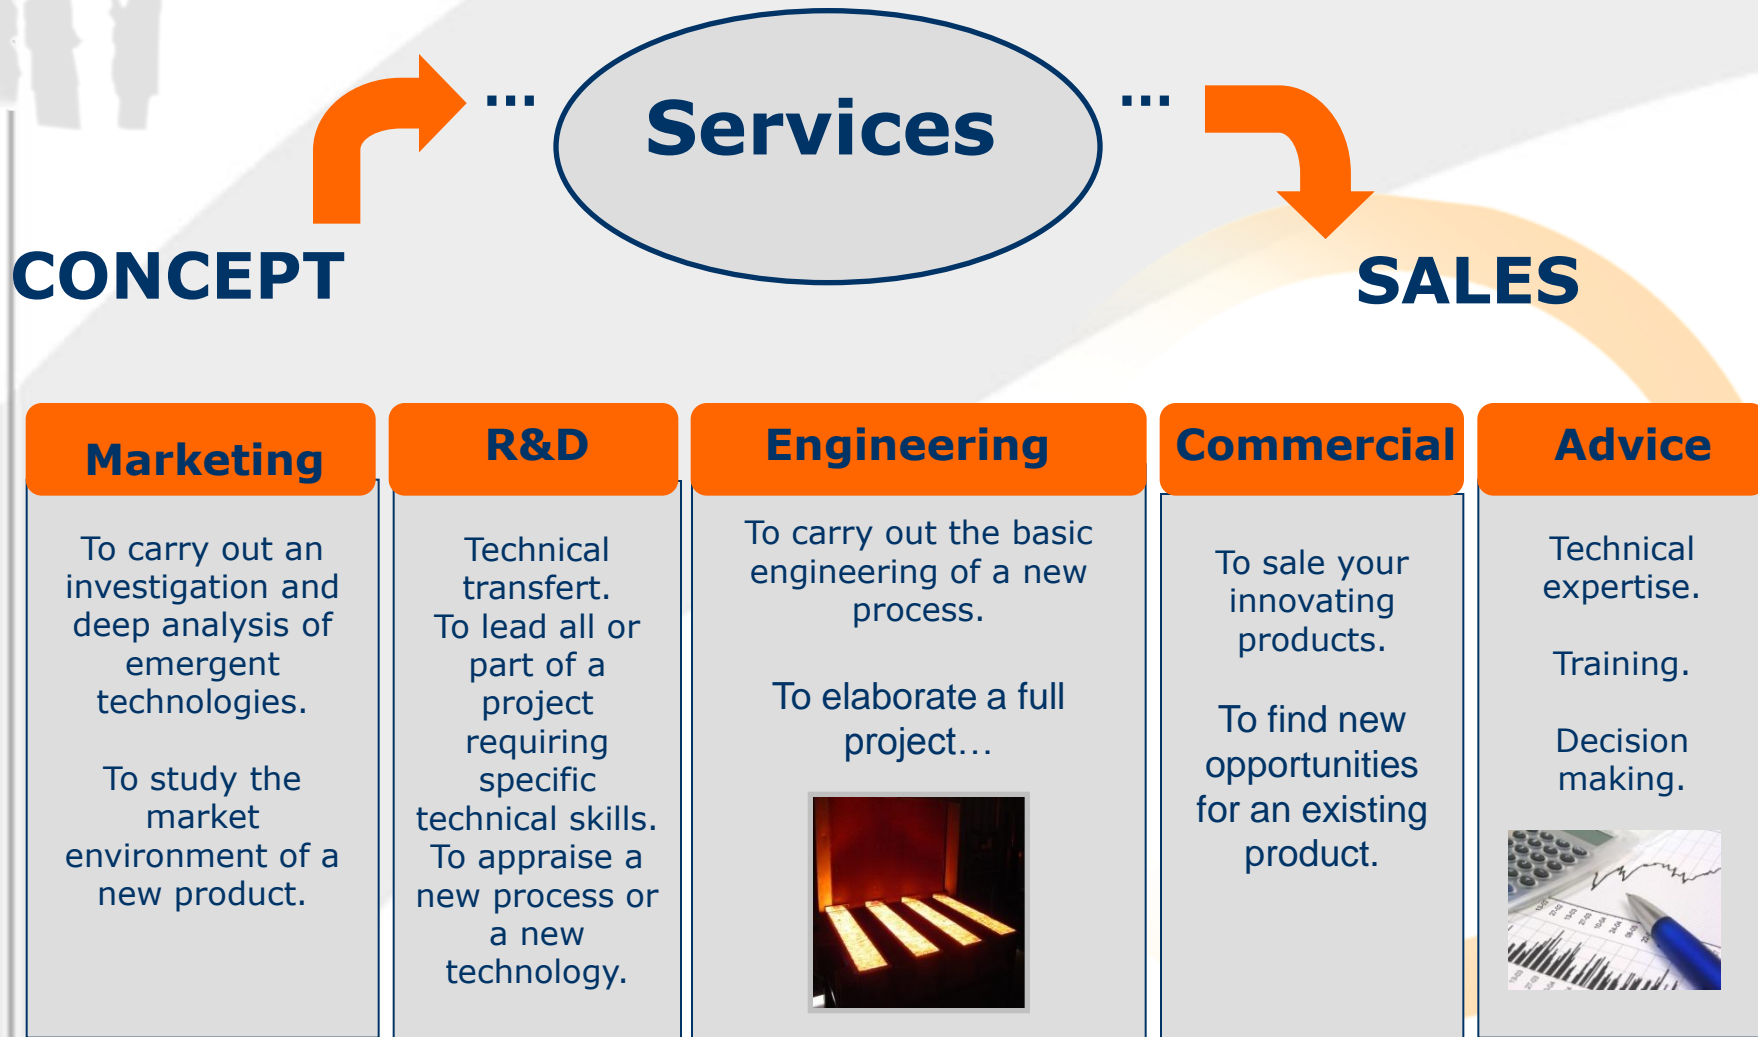 ... Services ...
CONCEPT
SALES
Marketing
To carry out an
investigation and
deep analysis of
emergent
technologies.
To study the
market
environment of a
new product.
R&D
Technical
transfert.
To lead all or
part of a
project
requiring
specific
technical skills.
To appraise a
new process or
a new
technology.
Engineering
To carry out the basic
engineering of a new
process.
To elaborate a full
project…
Commercial
To sale your
innovating
products.
To find new
opportunities
for an existing
product.
Advice
Technical
expertise.
Training.
Decision
making.